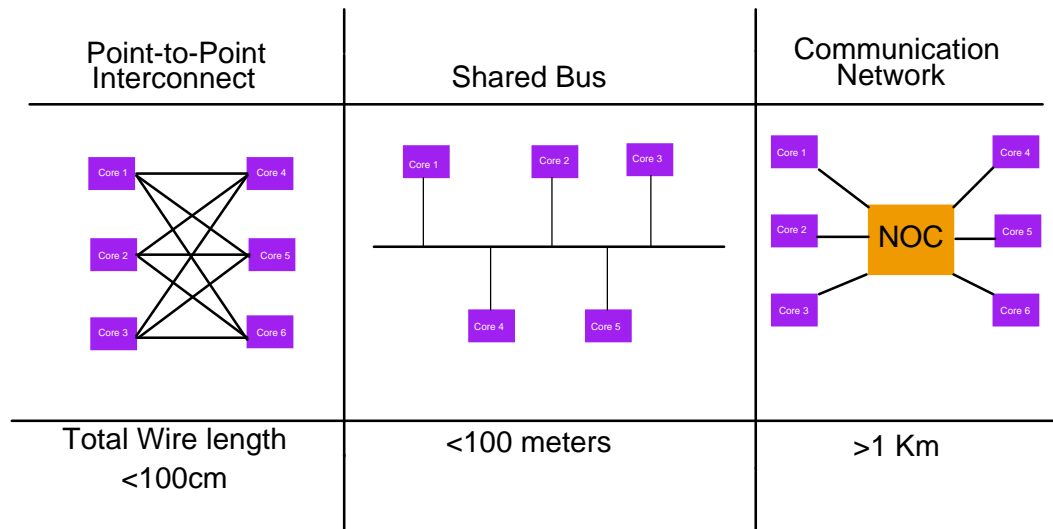 Point-to-Point
Interconnect
Shared Bus
Communication
Network
Core 1
Core 4
Core 2
Core 5
Core 3
Core 6
Core 1
Core 2
Core 3
Core 4
Core 5
Core 1
Core 4
Core 2
NOC
Core 5
Core 3
Core 6
Total Wire length
<100cm
<100 meters
>1 Km